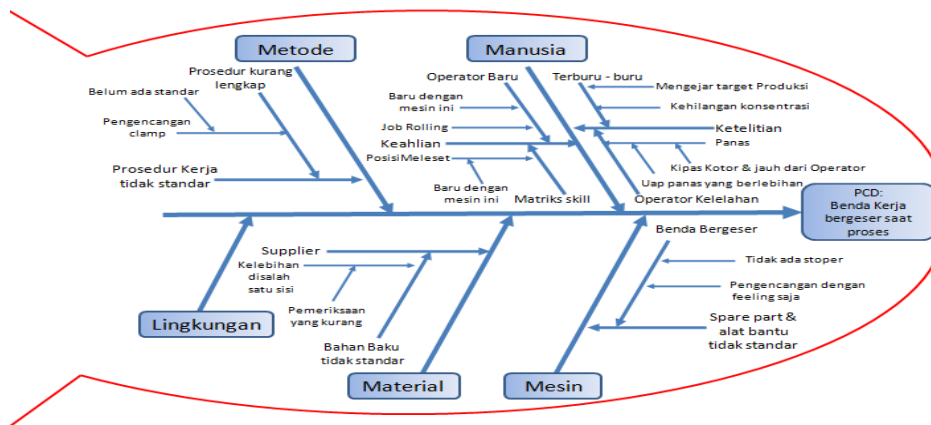 Metode
Manusia
Prosedur kurang
lengkap
Belum ada standar
Pengencangan
clamp
Prosedur Kerja
tidak standar
Operator Baru
Baru dengan
mesin ini
Job Rolling
Keahlian
PosisiMeleset
Baru dengan
mesin ini
Matriks skill
Terburu - buru
Mengejar target Produksi
Kehilangan konsentrasi
Ketelitian
Panas
Kipas Kotor & jauh dari Operator
Uap panas yang berlebihan
Operator Kelelahan
PCD:
Benda Kerja
bergeser saat
proses
Supplier
Kelebihan
disalah
satu sisi
Pemeriksaan
yang kurang
Bahan Baku
tidak standar
Benda Bergeser
Tidak ada stoper
Pengencangan dengan
feeling saja
Spare part &
alat bantu
tidak standar
Lingkungan
Material
Mesin